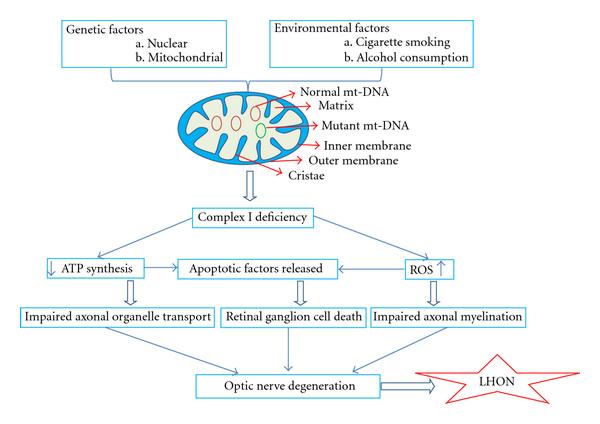 Genetic factors
a. Nuclear
b. Mitochondrial
Environmental factors
a. Cigarette smoking
b. Alcohol consumption
Normal mt-DNA
Matrix
Mutant mt-DNA
Inner membrane
Outer membrane
Cristae
Complex I deficiency
ATP synthesis
Apoptotic factors released
ROS
Impaired axonal organelle transport
Retinal ganglion cell death
Impaired axonal myelination
Optic nerve degeneration
LHON